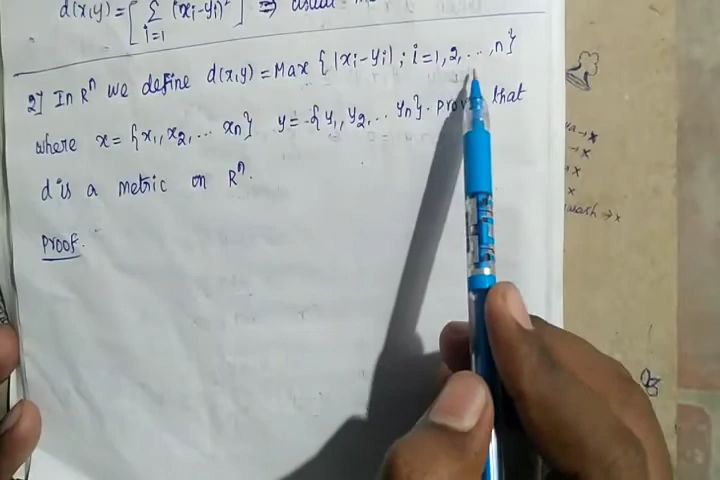 d(x,y) = [ n Σ i=1 (xi-yi)² ] ⇒ usual
2] In Rⁿ we define d(x,y) = Max { |xi-yi| ; i=1,2,...,n}
where x = {x₁,x₂,... xn} y = {y₁,y₂,... yn}. Prove that
d is a metric on Rⁿ.
Proof.